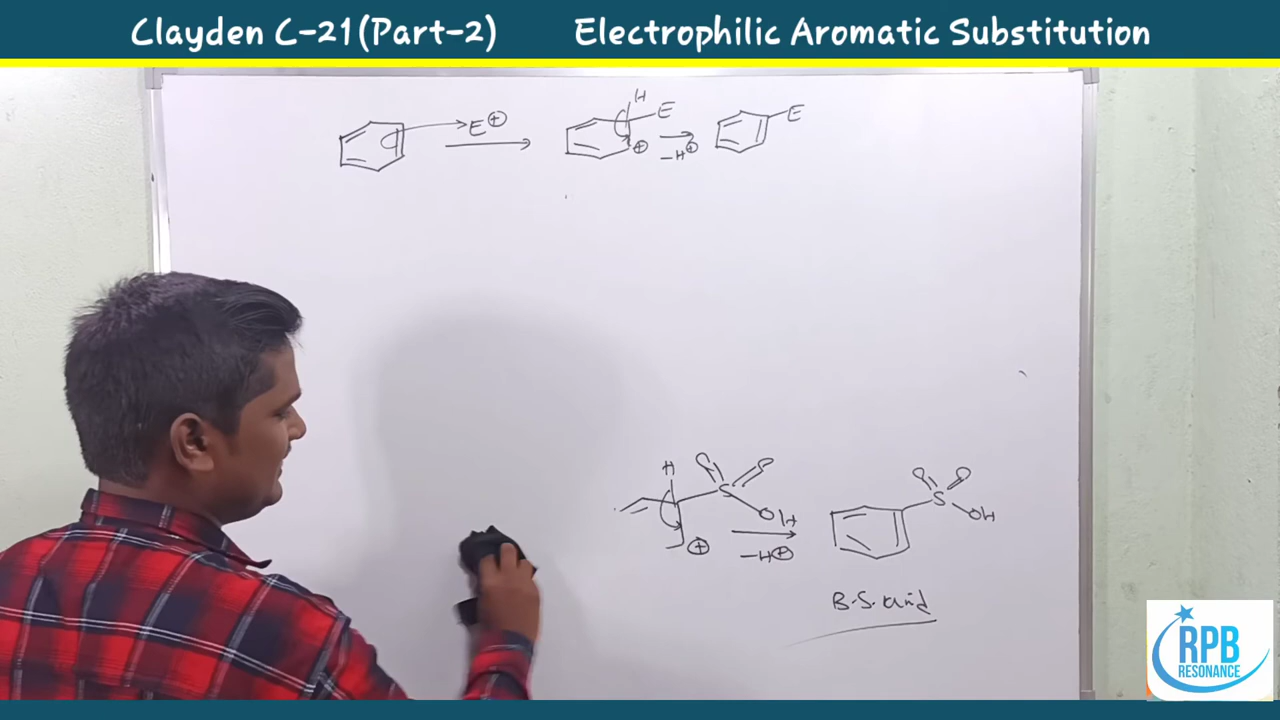 Clayden C-21(Part-2) Electrophilic Aromatic Substitution
E⊕
H
E
⊕
-H⊕
E
H
S
O
O
OH
⊕
-H⊕
O
O
S
OH
B.S. acid
RPB
RESONANCE